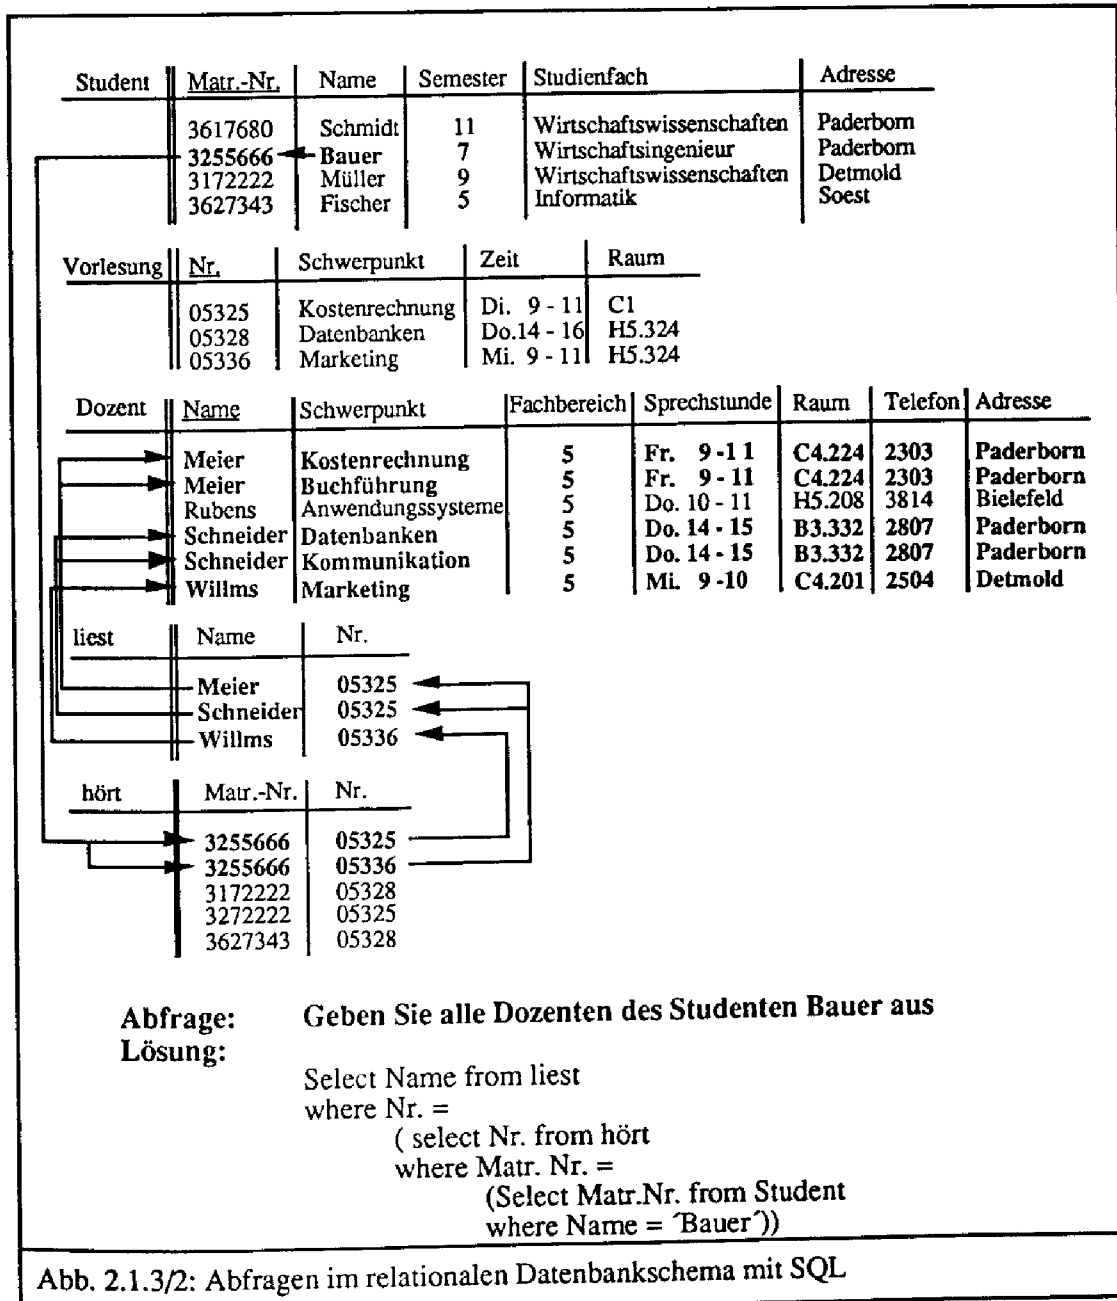 Student Matr.-Nr. Name Semester Studienfach Adresse
3617680 Schmidt 11 Wirtschaftswissenschaften Paderborn
3255666 Bauer 7 Wirtschaftsingenieur Paderborn
3172222 Müller 9 Wirtschaftswissenschaften Detmold
3627343 Fischer 5 Informatik Soest
Vorlesung Nr. Schwerpunkt Zeit Raum
05325 Kostenrechnung Di. 9 - 11 C1
05328 Datenbanken Do.14 - 16 H5.324
05336 Marketing Mi. 9 - 11 H5.324
Dozent Name Schwerpunkt Fachbereich Sprechstunde Raum Telefon Adresse
Meier Kostenrechnung 5 Fr. 9 -11 C4.224 2303 Paderborn
Meier Buchführung 5 Fr. 9 - 11 C4.224 2303 Paderborn
Rubens Anwendungssysteme 5 Do. 10 - 11 H5.208 3814 Bielefeld
Schneider Datenbanken 5 Do. 14 - 15 B3.332 2807 Paderborn
Schneider Kommunikation 5 Do. 14 - 15 B3.332 2807 Paderborn
Willms Marketing 5 Mi. 9 -10 C4.201 2504 Detmold
liest Name Nr.
Meier 05325
Schneider 05325
Willms 05336
hört Matr.-Nr. Nr.
3255666 05325
3255666 05336
3172222 05328
3272222 05325
3627343 05328
Abfrage: Geben Sie alle Dozenten des Studenten Bauer aus
Lösung:
Select Name from liest
where Nr. =
( select Nr. from hört
where Matr. Nr. =
(Select Matr.Nr. from Student
where Name = ´Bauer´))
Abb. 2.1.3/2: Abfragen im relationalen Datenbankschema mit SQL